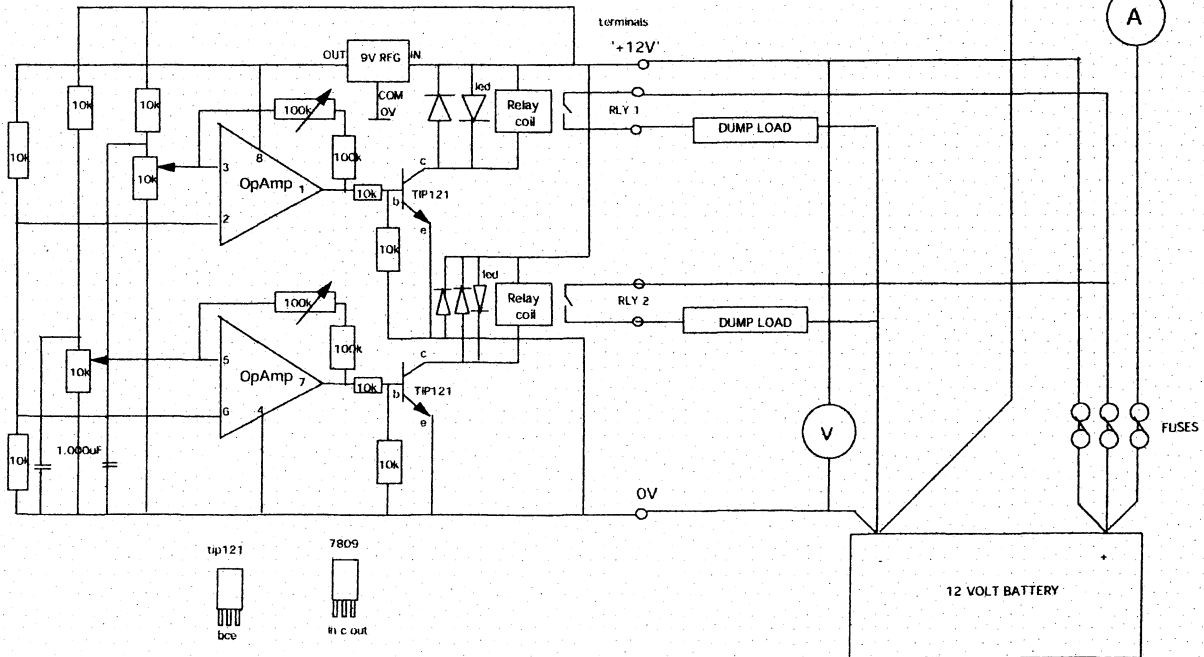 A
terminals
'+12V'
OUT
9V REG
IN
COM
0V
led
Relay
coil
RLY 1
DUMP LOAD
10k
10k
10k
100k
100k
10k
3
8
OpAmp
1
2
10k
c
b
TIP121
e
10k
10k
led
Relay
coil
RLY 2
DUMP LOAD
100k
100k
10k
5
OpAmp
7
6
4
10k
c
b
TIP121
e
10k
10k
1.000uF
V
FUSES
0V
-
+
12 VOLT BATTERY
tip121
bce
7809
in c out